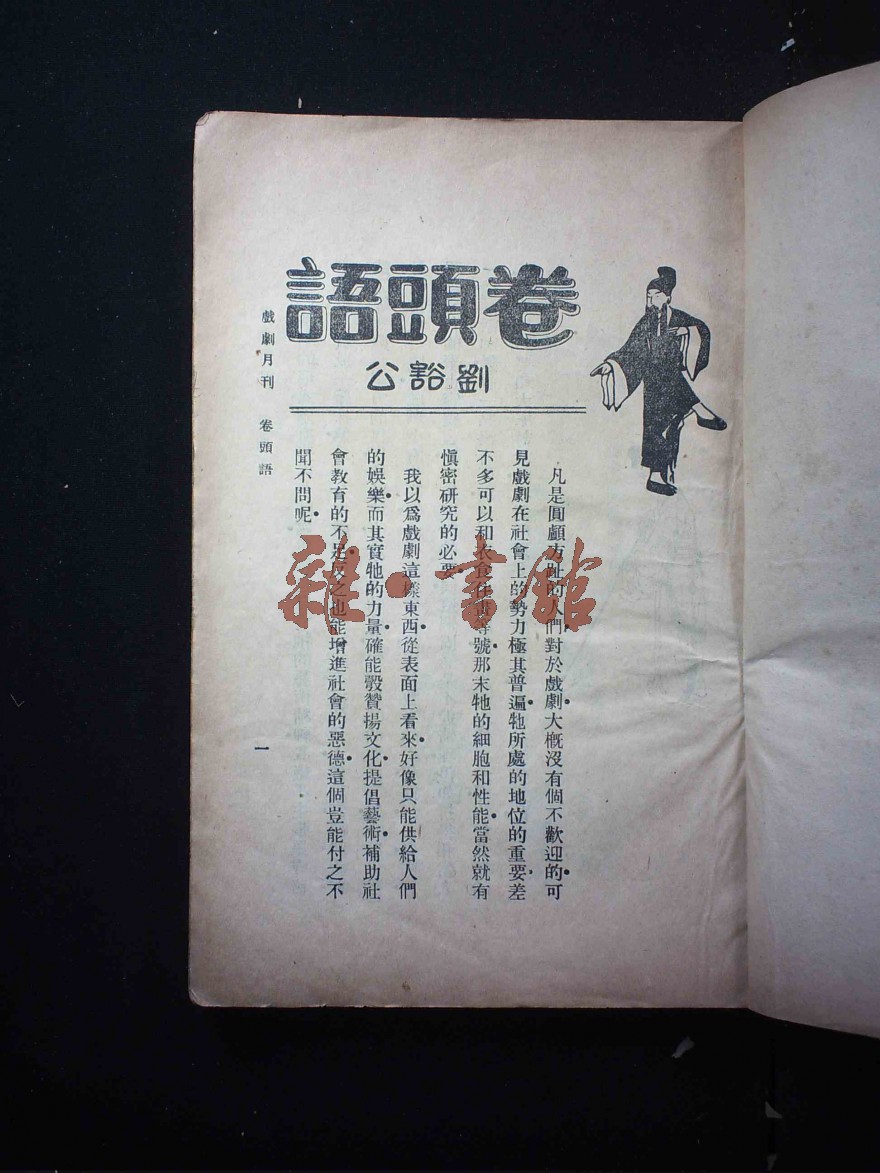 卷頭語
劉豁公
凡是圓顱方趾的人們•對於戲劇•大概沒有個不歡迎的•可
見戲劇在社會上的勢力極其普遍•牠所處的地位的重要•差
不多可以和衣食住畫等號•那末牠的細胞和性能•當然就有
愼密研究的必要
我以爲戲劇這樣東西•從表面上看來•好像只能供給人們
的娛樂•而其實牠的力量•確能彀贊揚文化•提倡藝術•補助社
會教育的不足•反之也能增進社會的惡德•這個豈能付之不
聞不問呢•
戲劇月刊 卷頭語
一
雜·書館